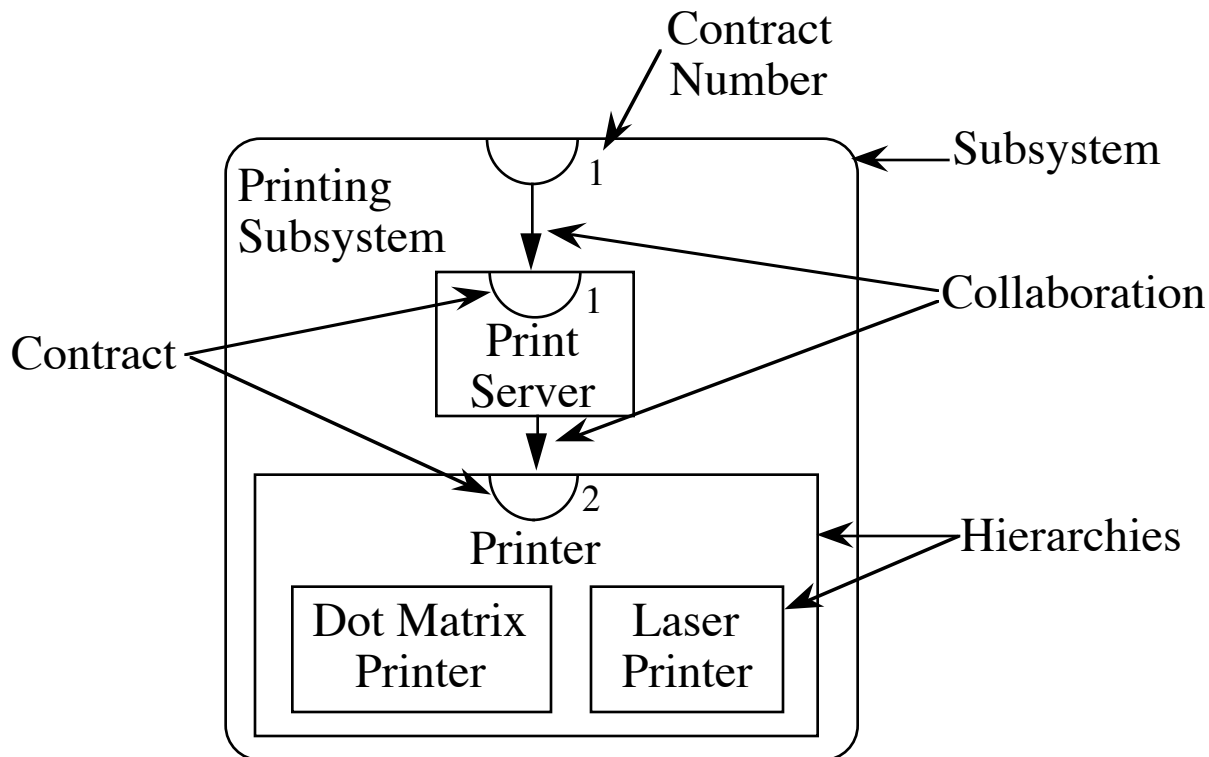 Contract
Number
Subsystem
1
Printing
Subsystem
1
Collaboration
Print
Server
Contract
2
Printer
Hierarchies
Dot Matrix
Printer
Laser
Printer